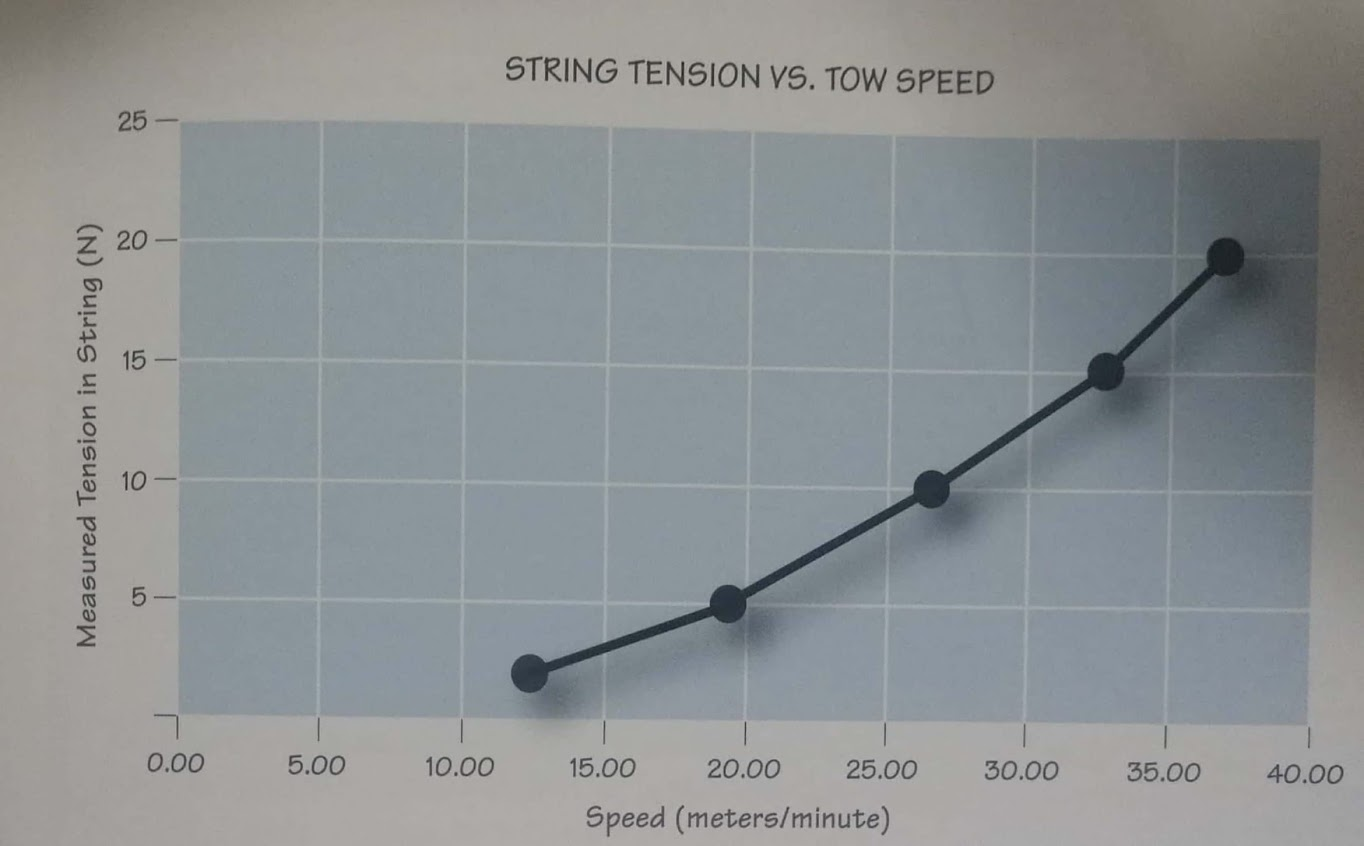 STRING TENSION VS. TOW SPEED
25
20
15
10
5
Measured Tension in String (N)
0.00 5.00 10.00 15.00 20.00 25.00 30.00 35.00 40.00
Speed (meters/minute)